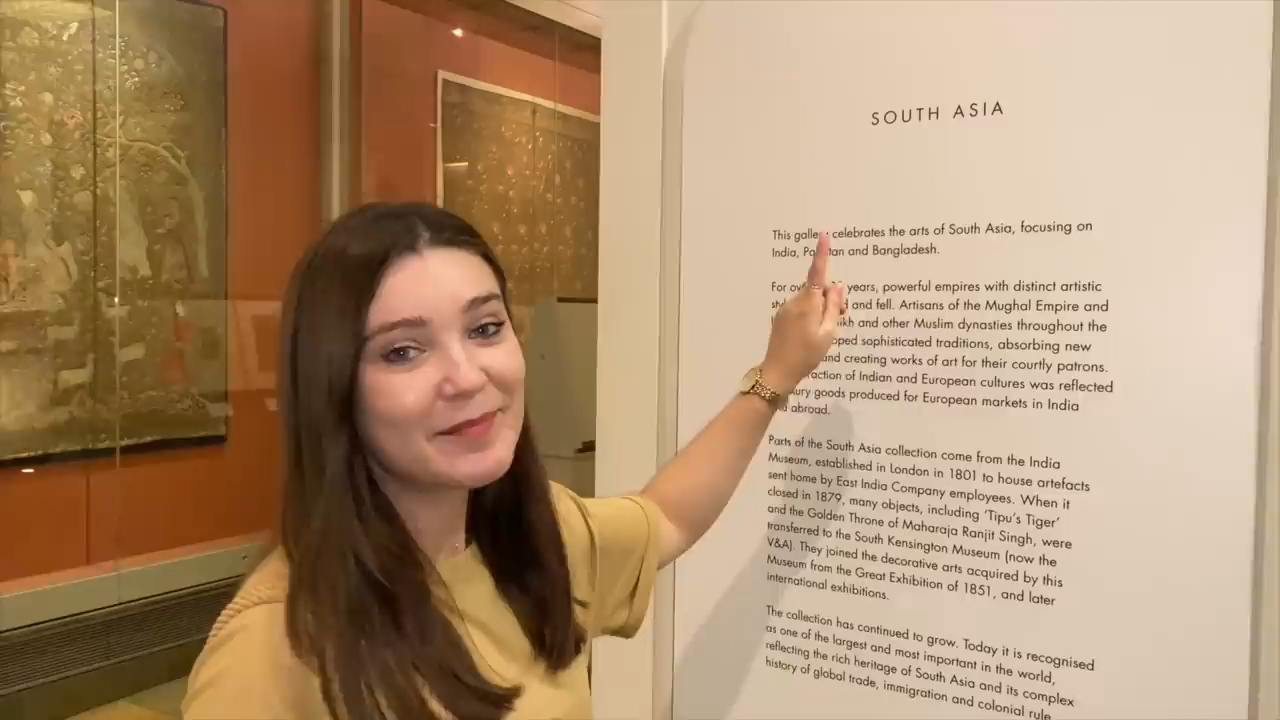 SOUTH ASIA
This gallery celebrates the arts of South Asia, focusing on
India, and Bangladesh.
For years, powerful empires with distinct artistic
and fell. Artisans of the Mughal Empire and
and other Muslim dynasties throughout the
sophisticated traditions, absorbing new
and creating works of art for their courtly patrons.
of Indian and European cultures was reflected
goods produced for European markets in India
abroad.
Parts of the South Asia collection come from the India
Museum, established in London in 1801 to house artefacts
sent home by East India Company employees. When it
closed in 1879, many objects, including 'Tipu's Tiger'
and the Golden Throne of Maharaja Ranjit Singh, were
transferred to the South Kensington Museum (now the
V&A). They joined the decorative arts acquired by this
Museum from the Great Exhibition of 1851, and later
international exhibitions.
The collection has continued to grow. Today it is recognised
as one of the largest and most important in the world,
reflecting the rich heritage of South Asia and its complex
history of global trade, immigration and colonial rule